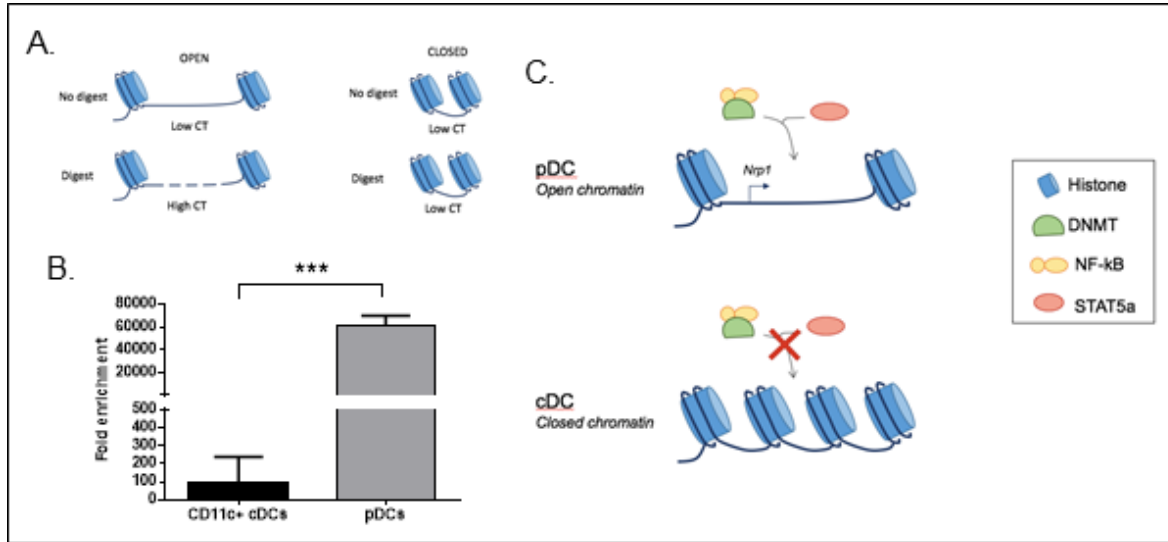 A.
OPEN
CLOSED
No digest
No digest
Low CT
Low CT
Digest
Digest
High CT
Low CT
B.
***
Fold enrichment
80000
60000
40000
20000
500
400
300
200
100
0
CD11c+ cDCs
pDCs
C.
pDC
Open chromatin
Nrp1
cDC
Closed chromatin
Histone
DNMT
NF-kB
STAT5a